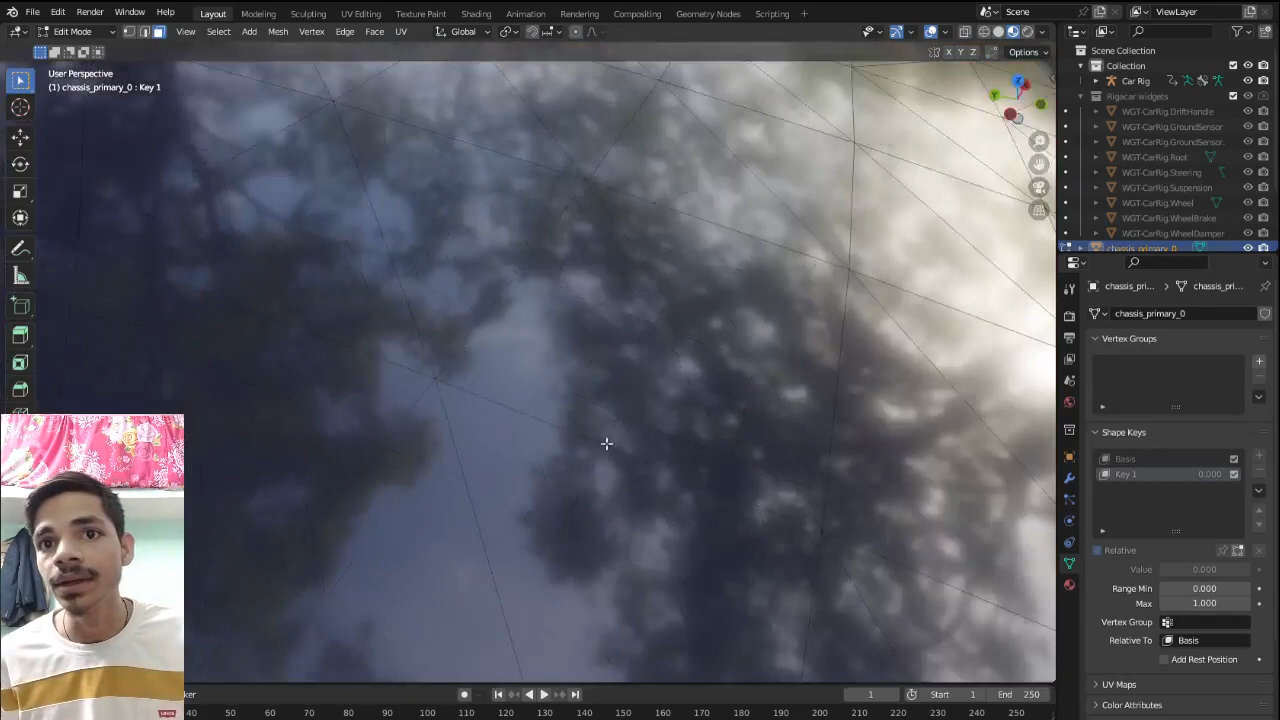 File Edit Render Window Help Layout Modeling Sculpting UV Editing Texture Paint Shading Animation Rendering Compositing Geometry Nodes Scripting + Scene ViewLayer
Edit Mode View Select Add Mesh Vertex Edge Face UV Global
X Y Z Options
User Perspective
(1) chassis_primary_0 : Key 1
Scene Collection
Collection
Car Rig
Rigacar widgets
WGT-CarRig.DriftHandle
WGT-CarRig.GroundSensor
WGT-CarRig.GroundSensor.
WGT-CarRig.Root
WGT-CarRig.Steering
WGT-CarRig.Suspension
WGT-CarRig.Wheel
WGT-CarRig.WheelBrake
WGT-CarRig.WheelDamper
chassis_primary_0
chassis_pri... > chassis_pri...
chassis_primary_0
Vertex Groups
Shape Keys
Basis
Key 1 0.000
Relative
Value 0.000
Range Min 0.000
Max 1.000
Vertex Group
Relative To Basis
Add Rest Position
UV Maps
Color Attributes
rker 1 Start 1 End 250
40 50 60 70 80 90 100 110 120 130 140 150 160 170 180 190 200 210 220 230 240 250